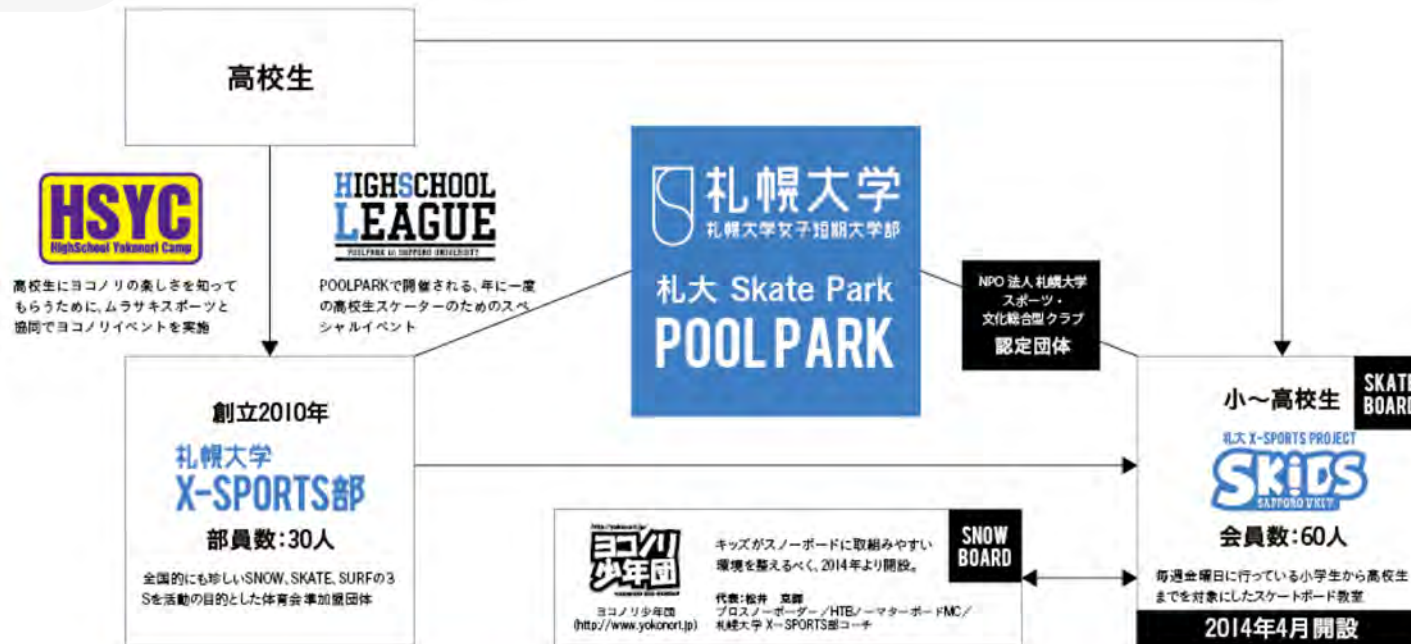 高校生
HSYC
HighSchool Yokonori Camp
高校生にヨコノリの楽しさを知って
もらうために、ムラサキスポーツと
協同でヨコノリイベントを実施
HIGHSCHOOL
LEAGUE
POOLPARK in SAPPORO UNIVERSITY
POOLPARKで開催される、年に一度
の高校生スケーターのためのスペ
シャルイベント
札幌大学
札幌大学女子短期大学部
札大 Skate Park
POOL PARK
NPO 法人 札幌大学
スポーツ・
文化総合型クラブ
認定団体
創立2010年
札幌大学
X-SPORTS部
部員数:30人
全国的にも珍しいSNOW、SKATE、SURFの3
Sを活動の目的とした体育会準加盟団体
http://yokonori.jp/
ヨコノリ
少年団
ヨコノリ少年団
(http://www.yokonori.jp)
キッズがスノーボードに取組みやすい
環境を整えるべく、2014年より開設。
代表:松井 克師
プロスノーボーダー/HTBノーマターボードMC/
札幌大学 X-SPORTS部コーチ
SNOW
BOARD
小〜高校生
SKATE
BOARD
札大 X-SPORTS PROJECT
SKiDS
SAPPORO UNIV
会員数:60人
毎週金曜日に行っている小学生から高校生
までを対象にしたスケートボード教室
2014年4月開設